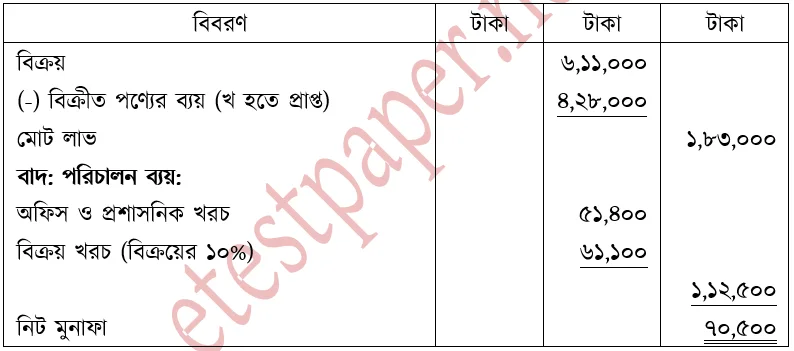 বিবরণ টাকা টাকা টাকা
বিক্রয় ৬,১১,০০০
(-) বিক্রীত পণ্যের ব্যয় (খ হতে প্রাপ্ত) ৪,২৮,০০০
মোট লাভ ১,৮৩,০০০
বাদ: পরিচালন ব্যয়:
অফিস ও প্রশাসনিক খরচ ৫১,৪০০
বিক্রয় খরচ (বিক্রয়ের ১০%) ৬১,১০০
১,১২,৫০০
নিট মুনাফা ৭০,৫০০